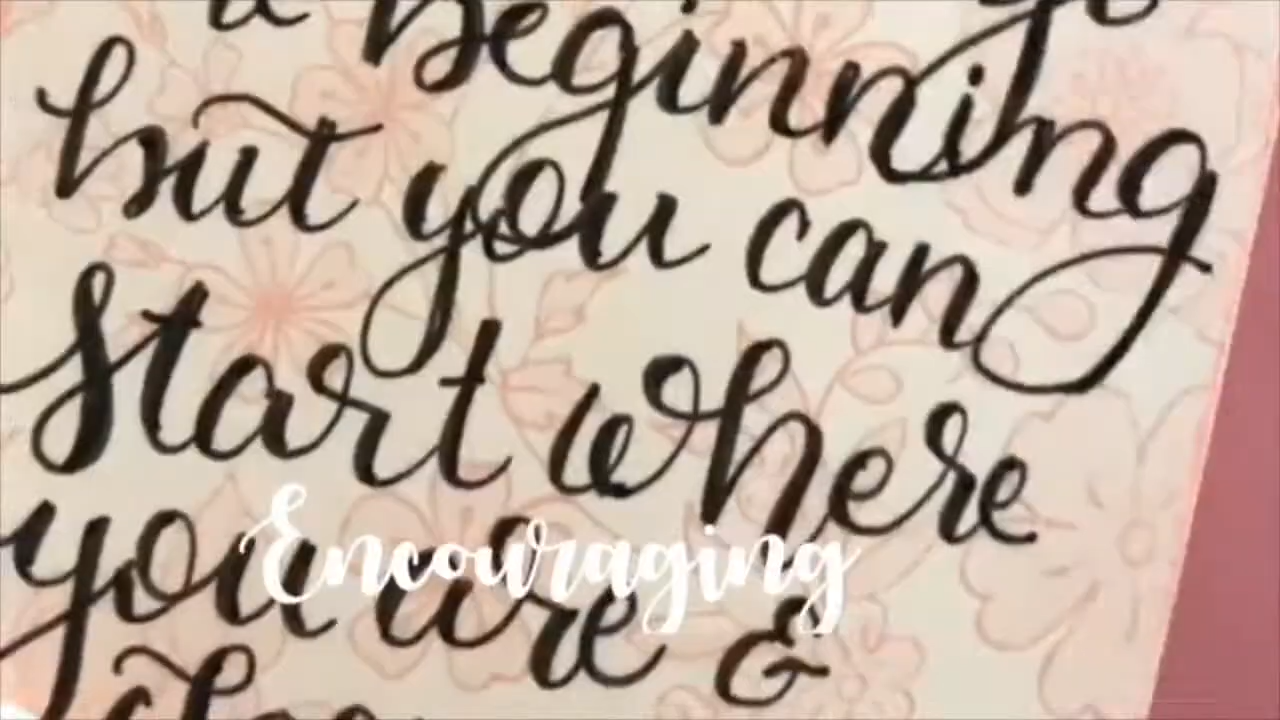 a beginning
but you can
start where
you are &
Encouraging